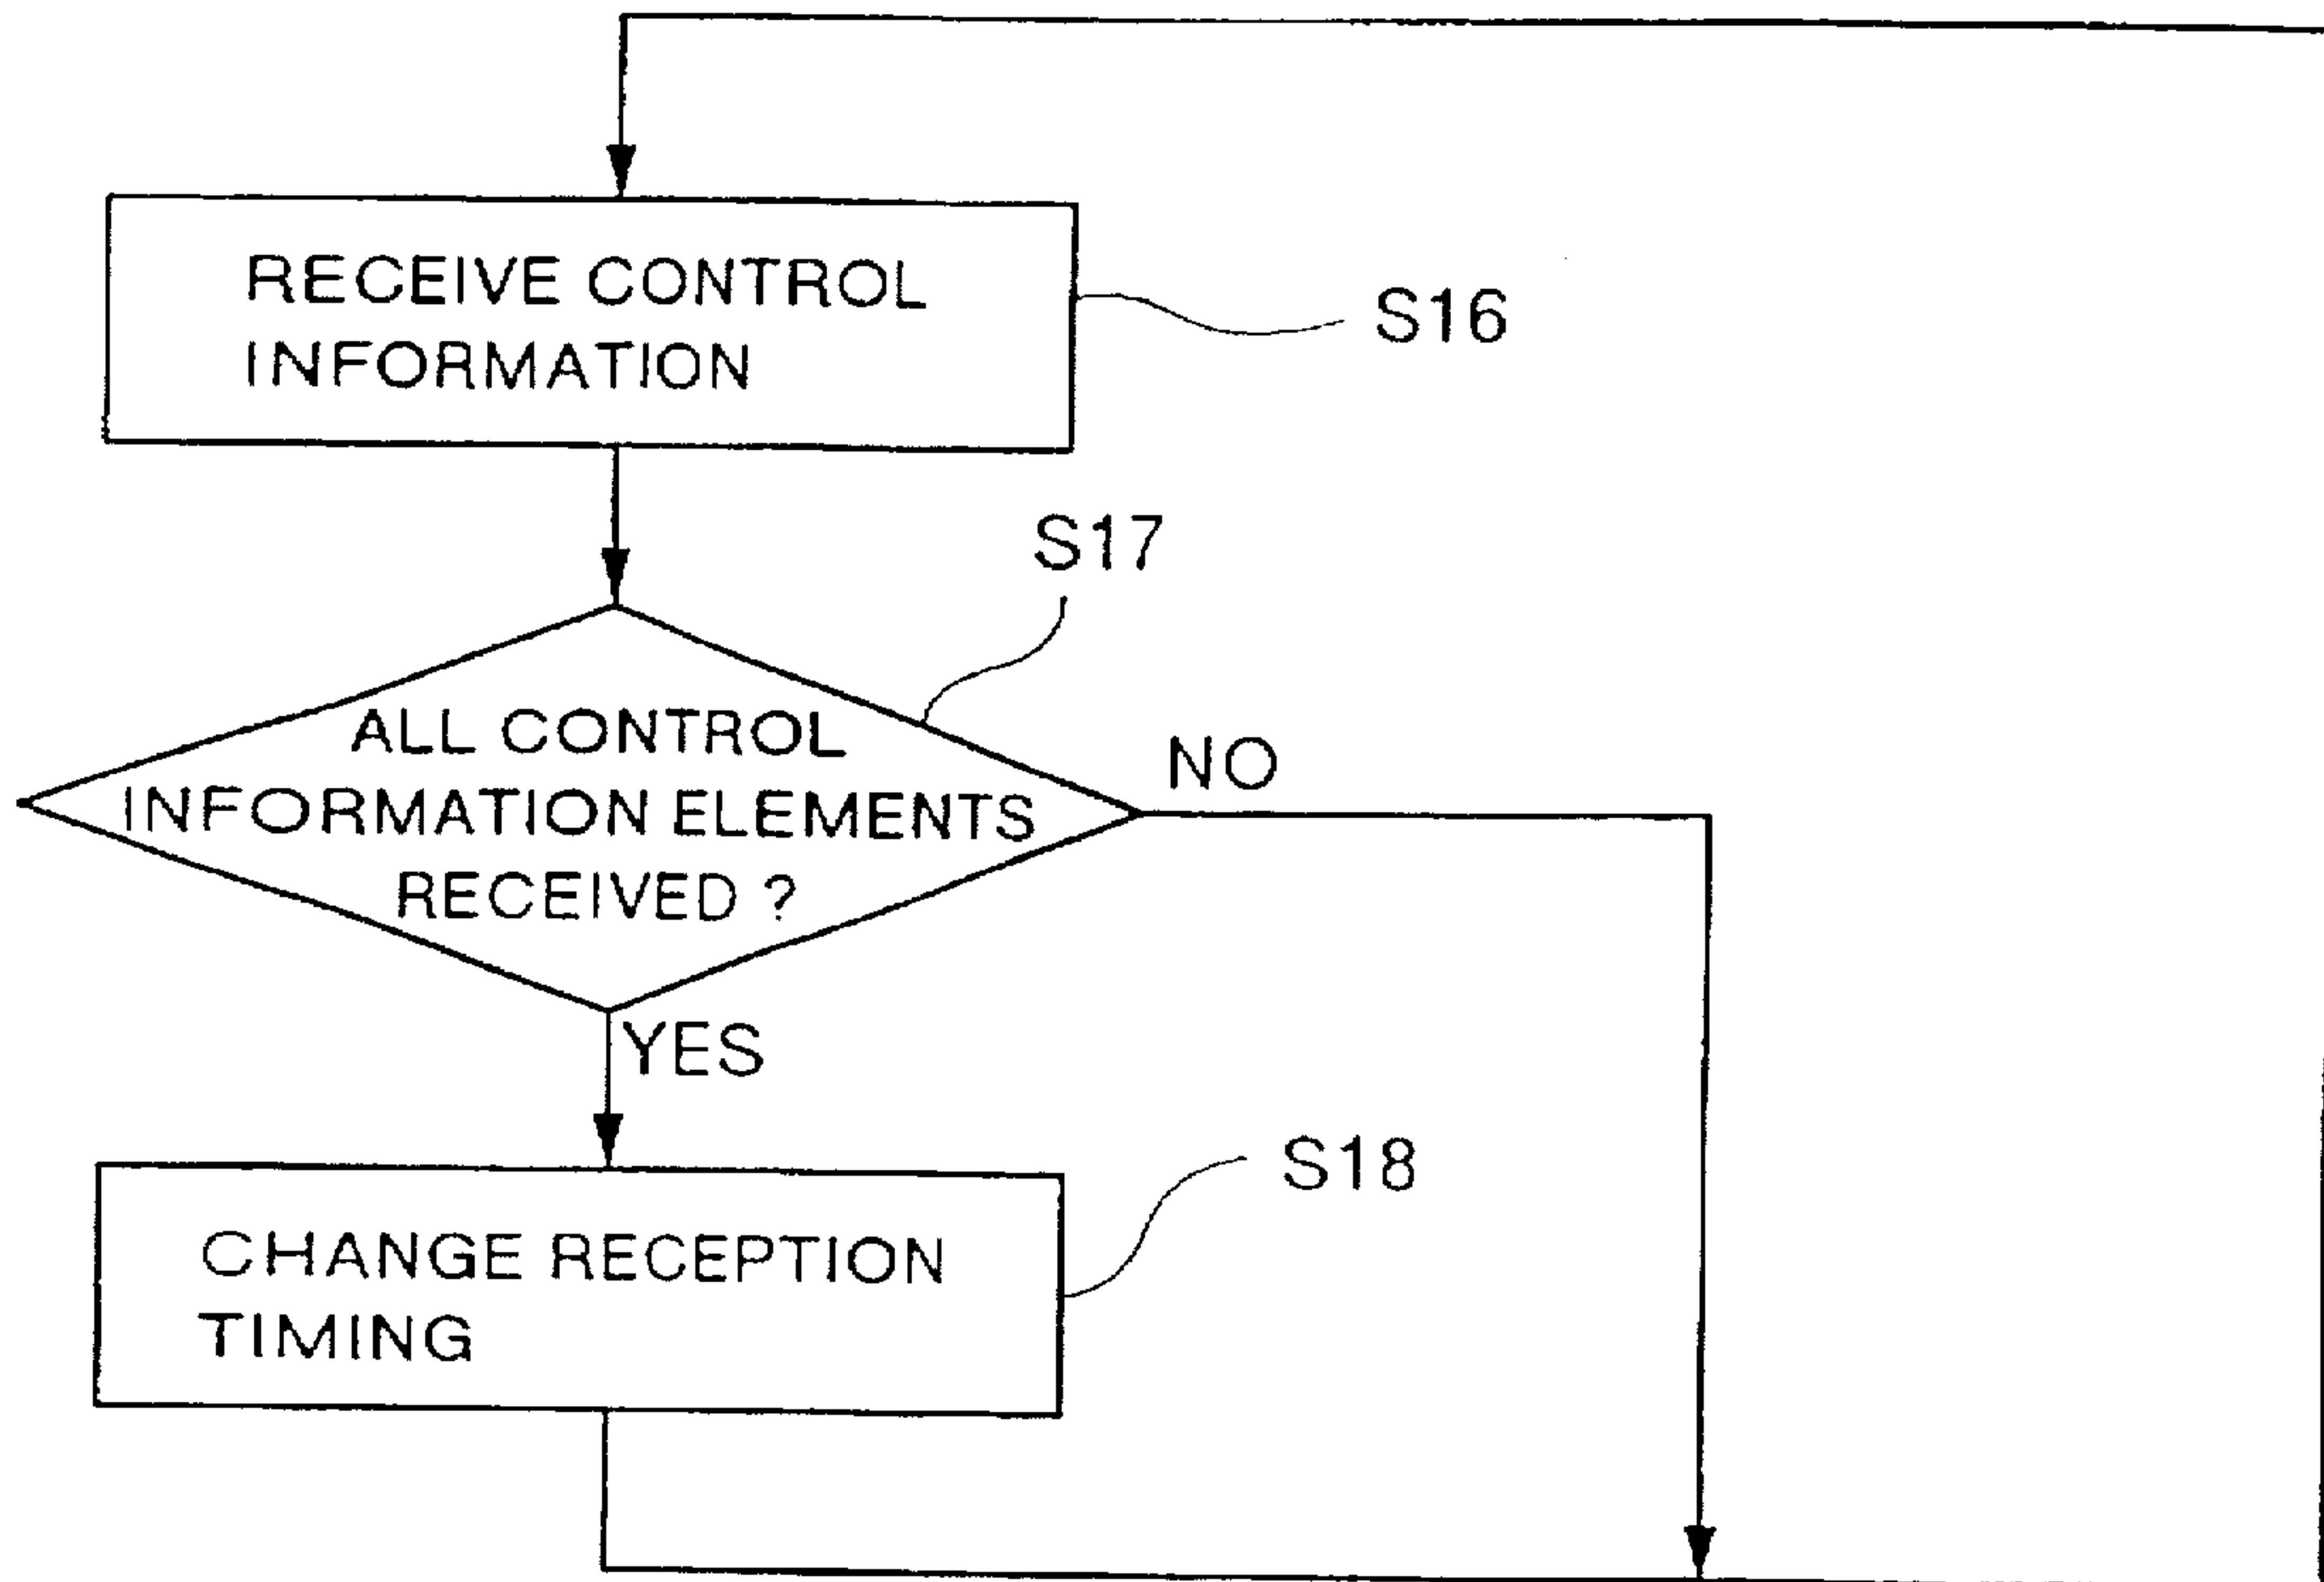 RECEIVE CONTROL
INFORMATION
S16
S17
ALL CONTROL
INFORMATION ELEMENTS
RECEIVED ?
NO
YES
S18
CHANGE RECEPTION
TIMING